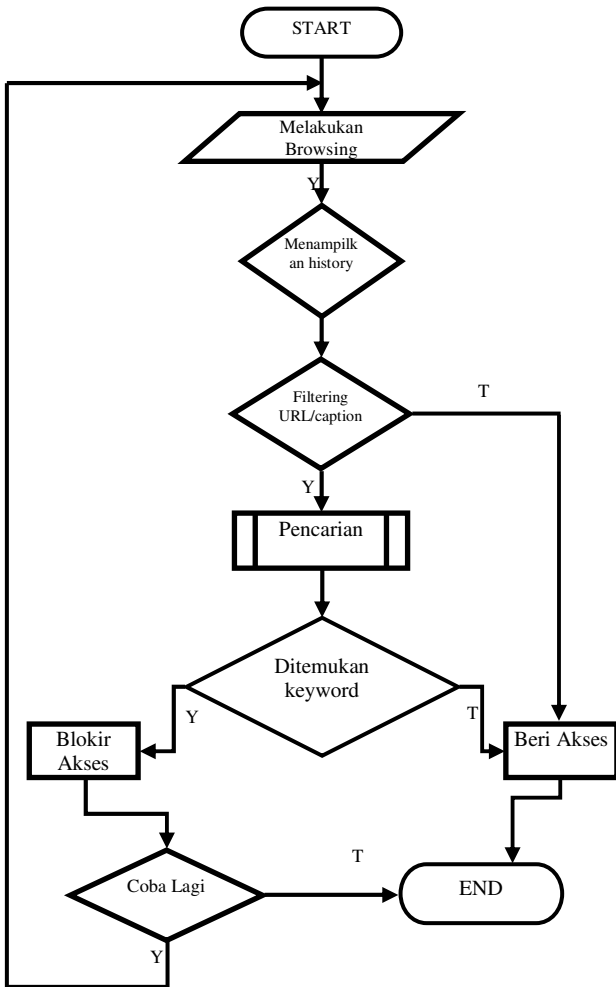 START
Melakukan
Browsing
Y
Menampilk
an history
Filtering
URL/caption
T
Y
Pencarian
Ditemukan
keyword
Y
T
Blokir
Akses
Beri Akses
Coba Lagi
T
END
Y